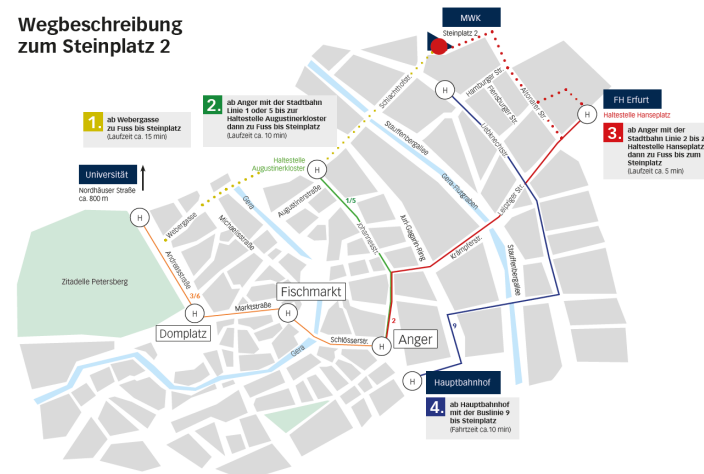 Wegbeschreibung
zum Steinplatz 2
MWK
Steinplatz 2
H
Schlachthofstr.
Hamburger Str.
Flensburger Str.
Altonaer Str.
Liebknechtstr.
FH Erfurt
H
Haltestelle Hanseplatz
3.
ab Anger mit der
Stadtbahn Linie 2 bis zur
Haltestelle Hanseplatz
dann zu Fuss bis zum
Steinplatz
(Laufzeit ca. 5 min)
1.
ab Webergasse
zu Fuss bis Steinplatz
(Laufzeit ca. 15 min)
2.
ab Anger mit der Stadtbahn
Linie 1 oder 5 bis zur
Haltestelle Augustinerkloster
dann zu Fuss bis Steinplatz
(Laufzeit ca. 10 min)
Stauffenbergallee
Gera-Flutgraben
Haltestelle
Augustinerkloster
H
Universität
Nordhäuser Straße
ca. 800 m
H
Webergasse
Gera
Michaelisstraße
Augustinerstraße
1/5
Johannesstr.
Juri-Gagarin-Ring
Leipziger Str.
Krämpferstr.
Stauffenbergallee
Andreasstraße
Zitadelle Petersberg
3/6
H
Domplatz
Marktstraße
Fischmarkt
H
Gera
Schlösserstr.
H
Anger
2
9
H
Hauptbahnhof
4.
ab Hauptbahnhof
mit der Buslinie 9
bis Steinplatz
(Fahrtzeit ca.10 min)